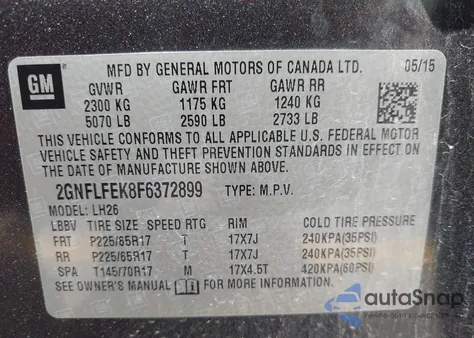 GM
MFD BY GENERAL MOTORS OF CANADA LTD. 05/15
GVWR GAWR FRT GAWR RR
2300 KG 1175 KG 1240 KG
5070 LB 2590 LB 2733 LB
THIS VEHICLE CONFORMS TO ALL APPLICABLE U.S. FEDERAL MOTOR
VEHICLE SAFETY AND THEFT PREVENTION STANDARDS IN EFFECT ON
THE DATE OF MANUFACTURE SHOWN ABOVE.
2GNFLFEK8F6372899 TYPE: M.P.V.
MODEL: LH26
LBBV TIRE SIZE SPEED RTG RIM COLD TIRE PRESSURE
FRT P225/65R17 T 17X7J 240KPA(35PSI)
RR P225/65R17 T 17X7J 240KPA(35PSI)
SPA T145/70R17 M 17X4.5T 420KPA(60PSI)
SEE OWNER'S MANUAL FOR MORE INFORMATION.
autoSnap